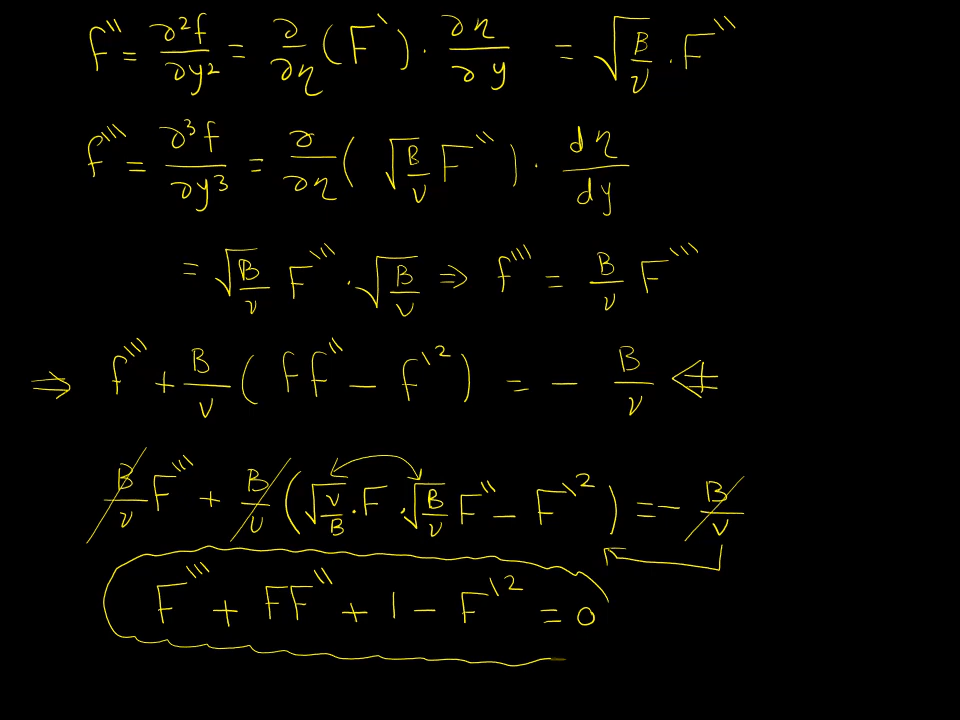 f'' = ∂²f/∂y² = ∂/∂η (F') · ∂η/∂y = √(B/ν) . F''
f''' = ∂³f/∂y³ = ∂/∂η ( √(B/ν) F'' ) · dη/dy
= √(B/ν) F''' · √(B/ν) ⇒ f''' = B/ν F'''
⇒ f''' + B/ν ( ff'' − f'² ) = − B/ν
B/ν F''' + B/ν ( √(ν/B) . F . √(B/ν) F'' − F'² ) = − B/ν
F''' + FF'' + 1 − F'² = 0